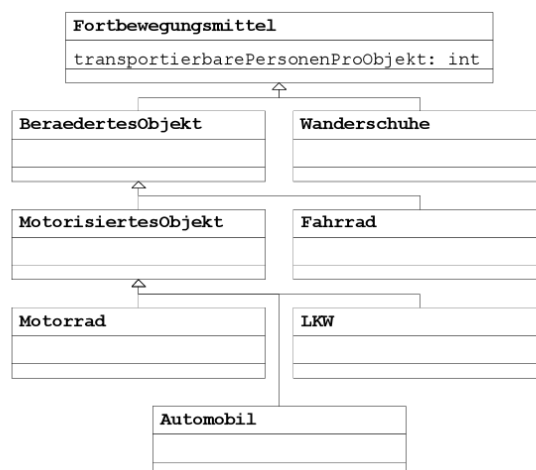 Fortbewegungsmittel
transportierbarePersonenProObjekt: int
BeraedertesObjekt
Wanderschuhe
MotorisiertesObjekt
Fahrrad
Motorrad
LKW
Automobil